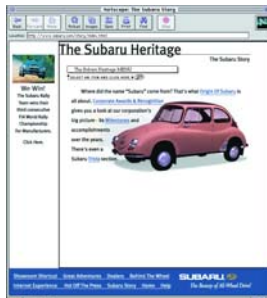 Netscape: The Subaru Story
The Subaru Heritage
The Subaru Story
The Subaru Heritage MENU
We Win!
The Subaru Rally
Team wins their
third consecutive
FIA World Rally
Championship
for Manufacturers.
Click Here.
Where did the name "Subaru" come from? That's what Origin Of Subaru is
all about. Corporate Awards & Recognition
gives you a look at our corporation's
big picture - its Milestones and
accomplishments
over the years.
There's even a
Subaru Trivia section.
Showroom Shortcut Great Adventures Dealers Behind The Wheel
Internet Experience Hot Off The Press Subaru Story Home Help
SUBARU
The Beauty of All-Wheel Drive